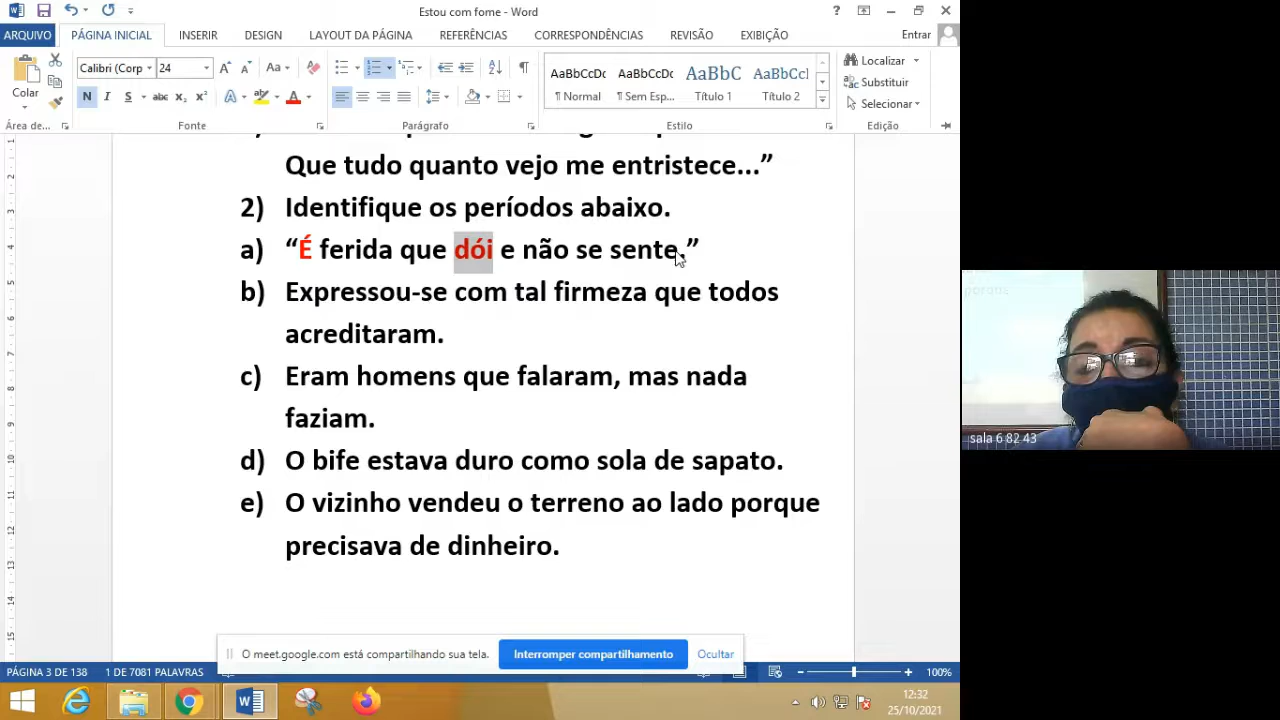 Estou com fome - Word
ARQUIVO PÁGINA INICIAL INSERIR DESIGN LAYOUT DA PÁGINA REFERÊNCIAS CORRESPONDÊNCIAS REVISÃO EXIBIÇÃO Entrar
Calibri (Corp 24 Aa
AaBbCcDc AaBbCcDc AaBbC AaBbCcI
Localizar
Substituir
Selecionar
Colar
N I S abc X₂ X² A A
¶ Normal ¶ Sem Esp... Título 1 Título 2
Área de... Fonte Parágrafo Estilo Edição
Que tudo quanto vejo me entristece...”
2) Identifique os períodos abaixo.
a) “É ferida que dói e não se sente.”
b) Expressou-se com tal firmeza que todos
acreditaram.
c) Eram homens que falaram, mas nada
faziam.
d) O bife estava duro como sola de sapato.
e) O vizinho vendeu o terreno ao lado porque
precisava de dinheiro.
O meet.google.com está compartilhando sua tela. Interromper compartilhamento Ocultar
PÁGINA 3 DE 138 1 DE 7081 PALAVRAS 100%
12:32
25/10/2021
sala 6 82 43